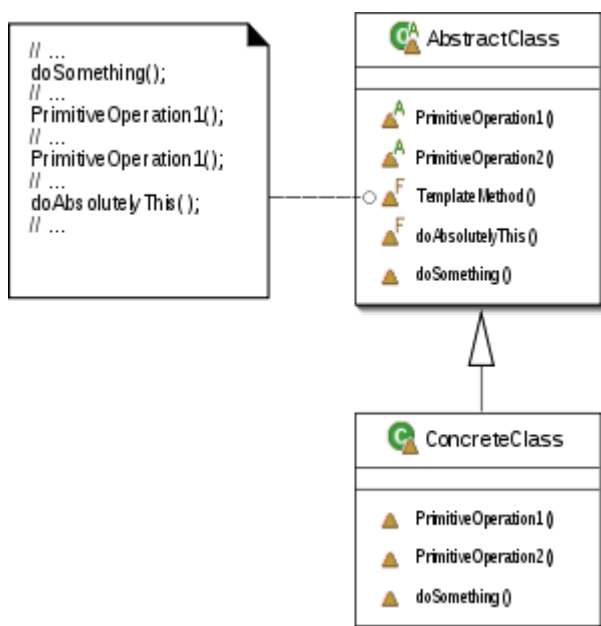 // ...
doSomething();
// ...
PrimitiveOperation1();
// ...
PrimitiveOperation1();
// ...
doAbsolutelyThis();
// ...
C A AbstractClass
A PrimitiveOperation1()
A PrimitiveOperation2()
F TemplateMethod()
F doAbsolutelyThis()
doSomething()
C ConcreteClass
PrimitiveOperation1()
PrimitiveOperation2()
doSomething()